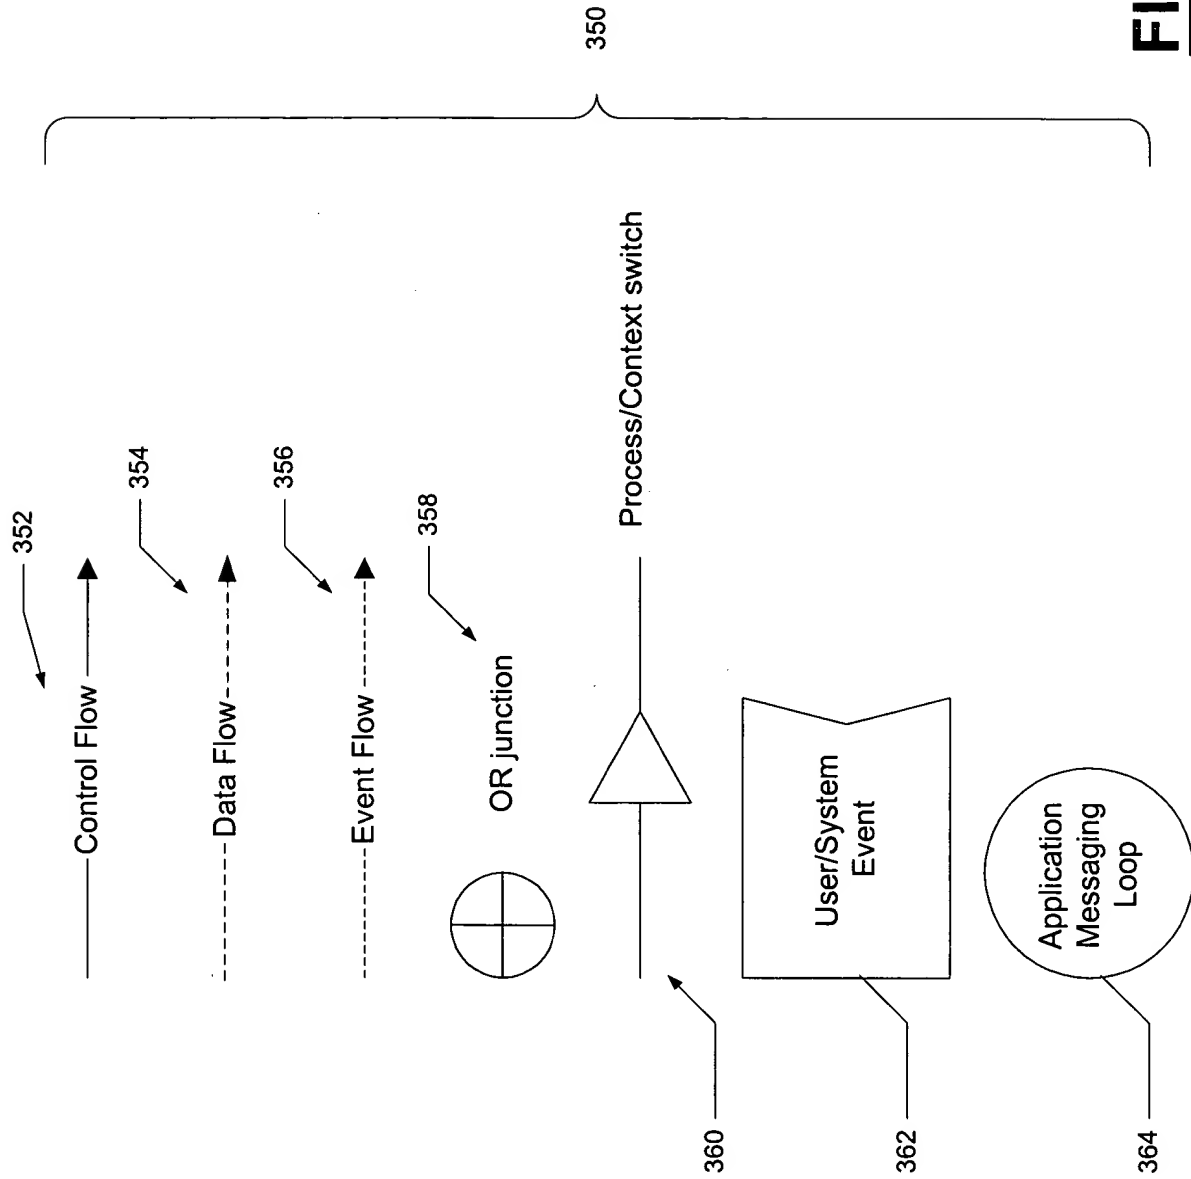 350
352
Control Flow
354
Data Flow
356
Event Flow
358
OR junction
Process/Context switch
360
User/System
Event
362
Application
Messaging
Loop
364